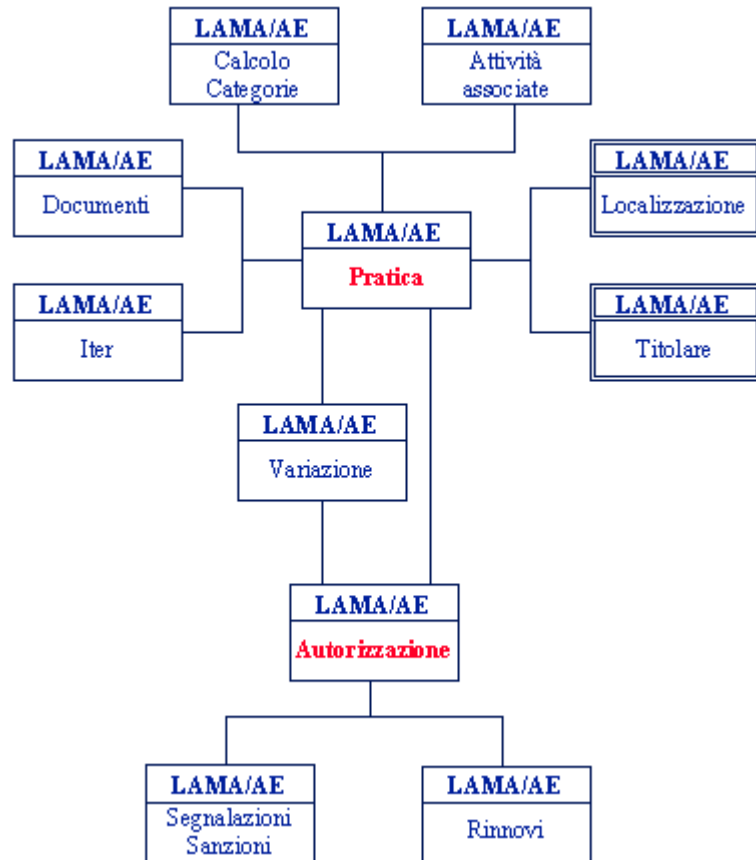 LAMA/AE
Calcolo
Categorie
LAMA/AE
Attività
associate
LAMA/AE
Documenti
LAMA/AE
Localizzazione
LAMA/AE
Pratica
LAMA/AE
Iter
LAMA/AE
Titolare
LAMA/AE
Variazione
LAMA/AE
Autorizzazione
LAMA/AE
Segnalazioni
Sanzioni
LAMA/AE
Rinnovi